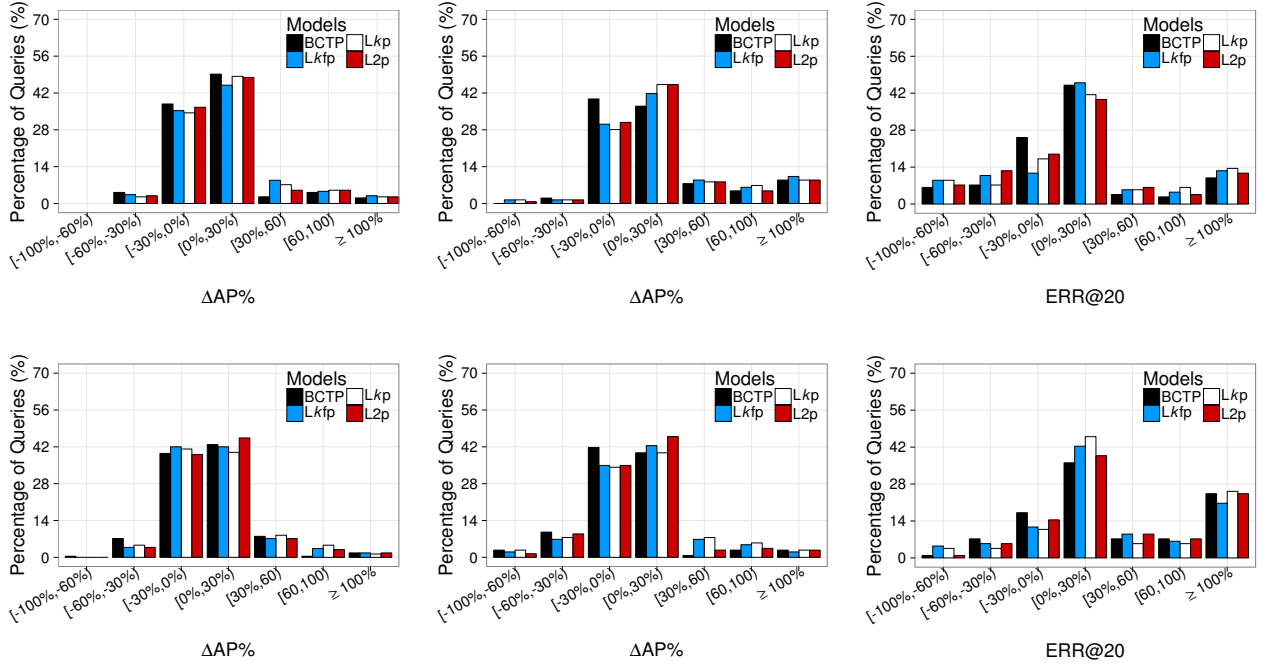 Percentage of Queries (%)
70
56
42
28
14
0
Models
BCTP Lkp
Lkfp L2p
[-100%,-60%)
[-60%,-30%)
[-30%,0%)
[0%,30%)
[30%,60)
[60,100)
≥ 100%
ΔAP%
Percentage of Queries (%)
70
56
42
28
14
0
Models
BCTP Lkp
Lkfp L2p
[-100%,-60%)
[-60%,-30%)
[-30%,0%)
[0%,30%)
[30%,60)
[60,100)
≥ 100%
ΔAP%
Percentage of Queries (%)
70
56
42
28
14
0
Models
BCTP Lkp
Lkfp L2p
[-100%,-60%)
[-60%,-30%)
[-30%,0%)
[0%,30%)
[30%,60)
[60,100)
≥ 100%
ERR@20
Percentage of Queries (%)
70
56
42
28
14
0
Models
BCTP Lkp
Lkfp L2p
[-100%,-60%)
[-60%,-30%)
[-30%,0%)
[0%,30%)
[30%,60)
[60,100)
≥ 100%
ΔAP%
Percentage of Queries (%)
70
56
42
28
14
0
Models
BCTP Lkp
Lkfp L2p
[-100%,-60%)
[-60%,-30%)
[-30%,0%)
[0%,30%)
[30%,60)
[60,100)
≥ 100%
ΔAP%
Percentage of Queries (%)
70
56
42
28
14
0
Models
BCTP Lkp
Lkfp L2p
[-100%,-60%)
[-60%,-30%)
[-30%,0%)
[0%,30%)
[30%,60)
[60,100)
≥ 100%
ERR@20